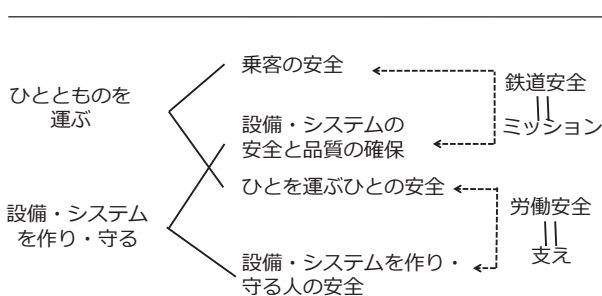 ひととものを
運ぶ
設備・システム
を作り・守る
乗客の安全
設備・システムの
安全と品質の確保
ひとを運ぶひとの安全
設備・システムを作り・
守る人の安全
鉄道安全
ミッション
労働安全
支え